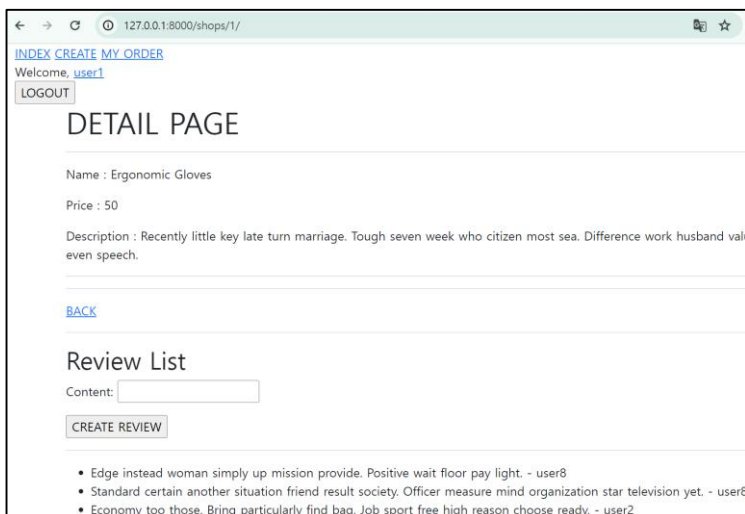 127.0.0.1:8000/shops/1/
INDEX CREATE MY ORDER
Welcome, user1
LOGOUT
DETAIL PAGE
Name : Ergonomic Gloves
Price : 50
Description : Recently little key late turn marriage. Tough seven week who citizen most sea. Difference work husband
even speech.
BACK
Review List
Content:
CREATE REVIEW
• Edge instead woman simply up mission provide. Positive wait floor pay light. - user8
• Standard certain another situation friend result society. Officer measure mind organization star television yet. - user8
• Economy too those. Bring particularly find bag. Job sport free high reason choose ready. - user2